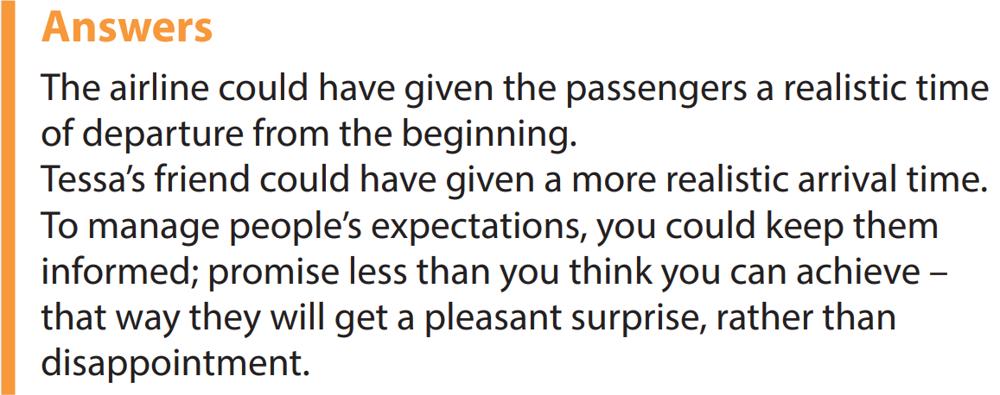 Answers
The airline could have given the passengers a realistic time
of departure from the beginning.
Tessa’s friend could have given a more realistic arrival time.
To manage people’s expectations, you could keep them
informed; promise less than you think you can achieve –
that way they will get a pleasant surprise, rather than
disappointment.